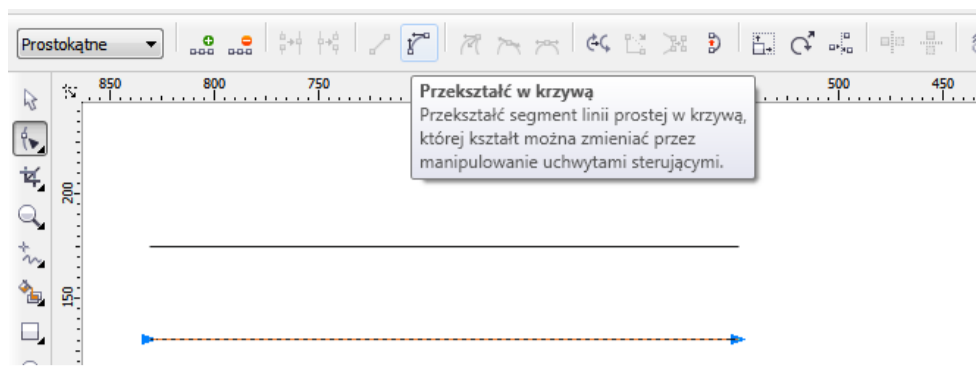 Prostokątne
850 800 750 500 450
Przekształć w krzywą
Przekształć segment linii prostej w krzywą,
której kształt można zmieniać przez
manipulowanie uchwytami sterującymi.
200
150